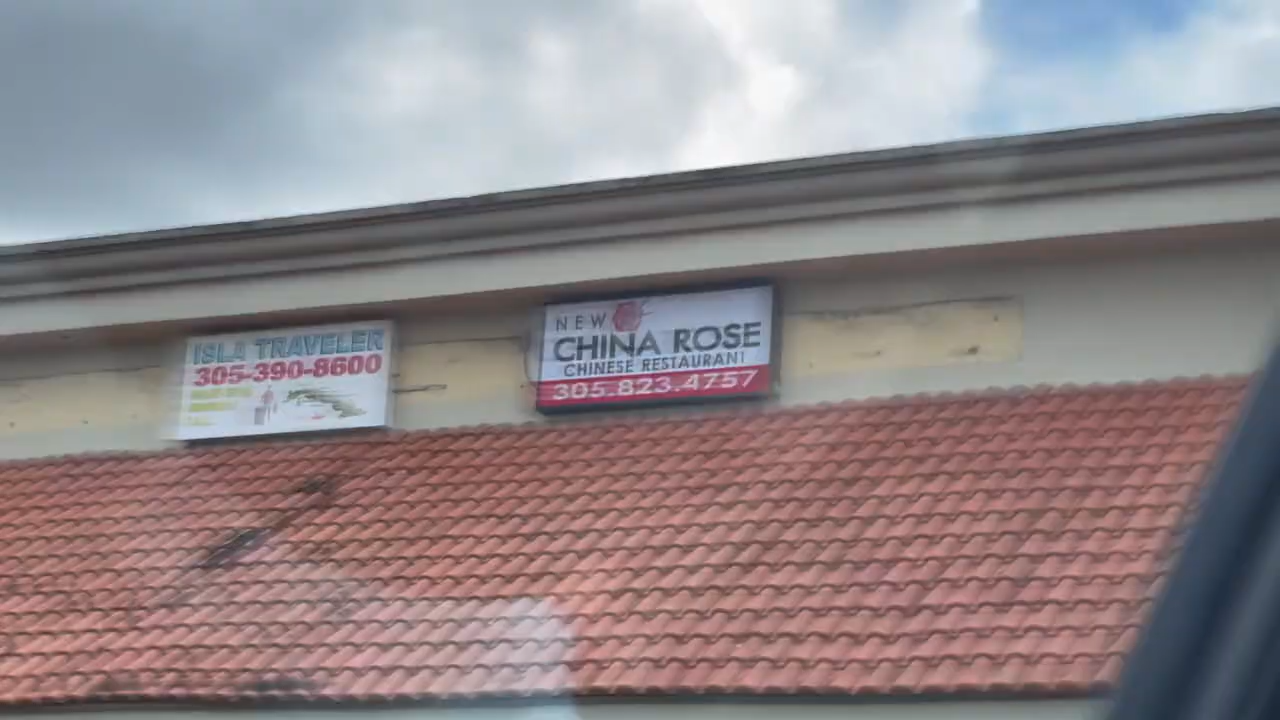 ISLA TRAVELER
305-390-8600
NEW
CHINA ROSE
CHINESE RESTAURANT
305.823.4757